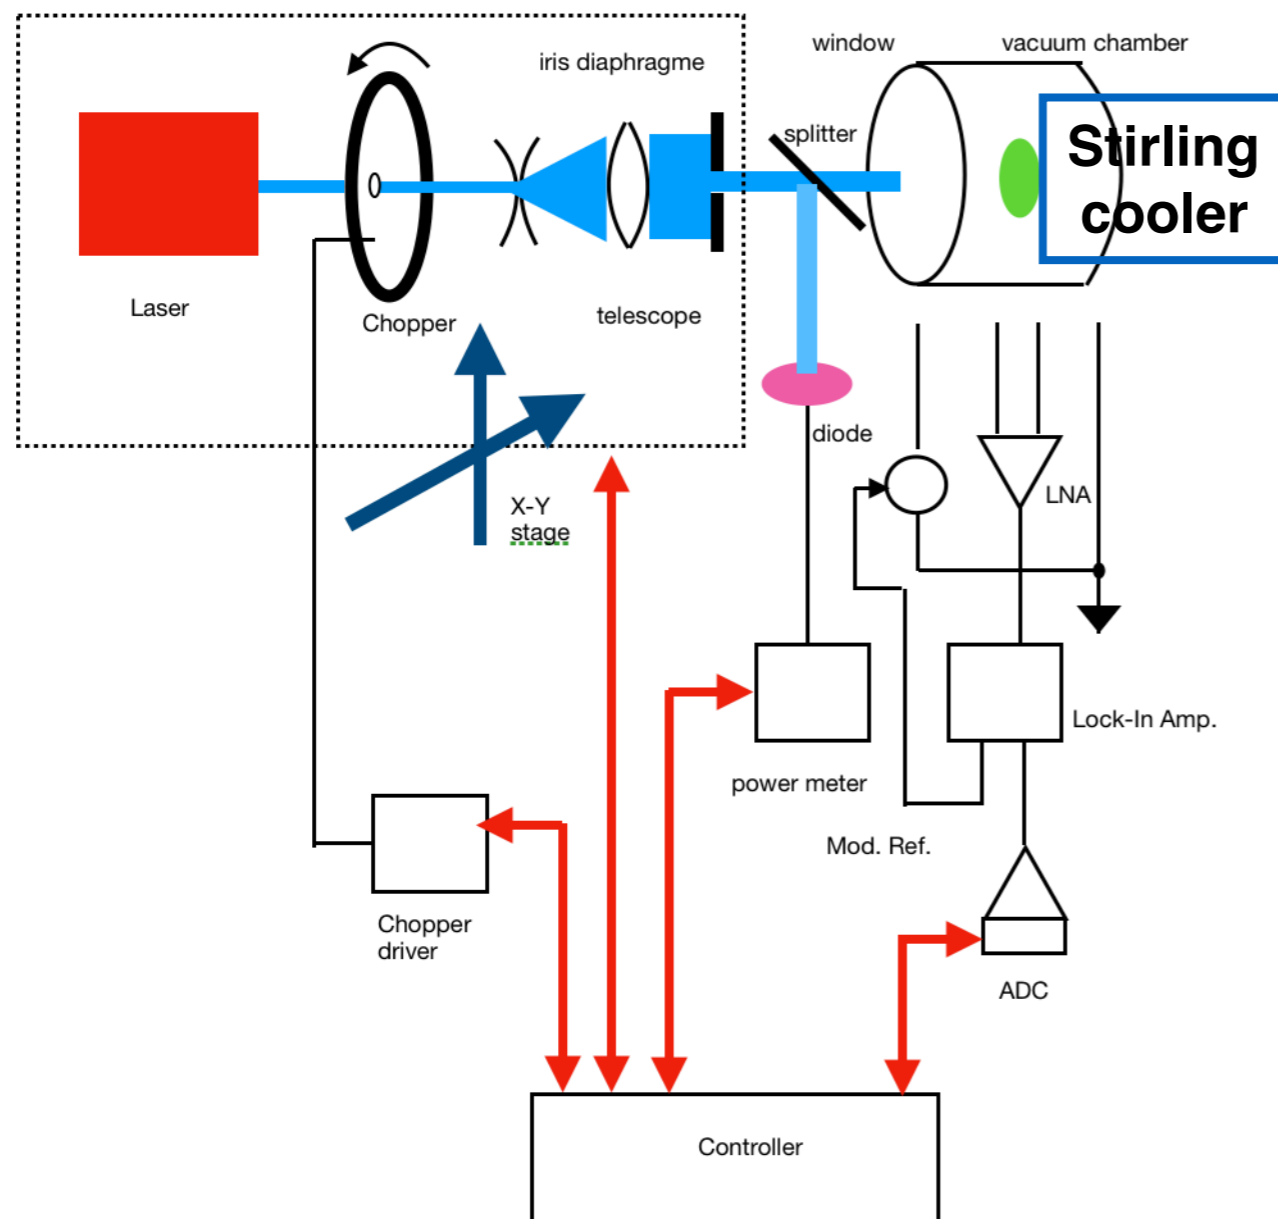 window
vacuum chamber
iris diaphragme
splitter
Stirling
cooler
Laser
Chopper
telescope
diode
LNA
X-Y
stage
Lock-In Amp.
power meter
Mod. Ref.
Chopper
driver
ADC
Controller